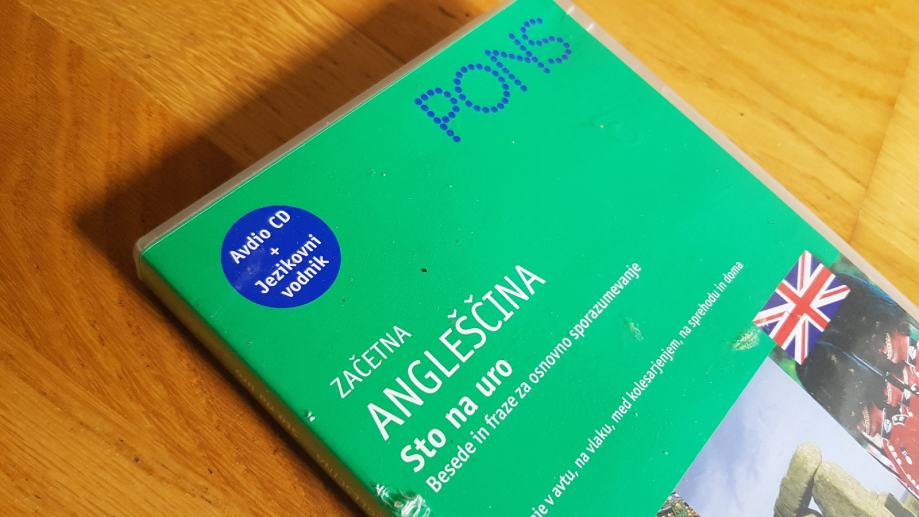 PONS
Avdio CD
+
Jezikovni
vodnik
ZAČETNA
ANGLEŠČINA
Sto na uro
Besede in fraze za osnovno sporazumevanje
v avtu, na vlaku, med kolesarjenjem, na sprehodu in doma